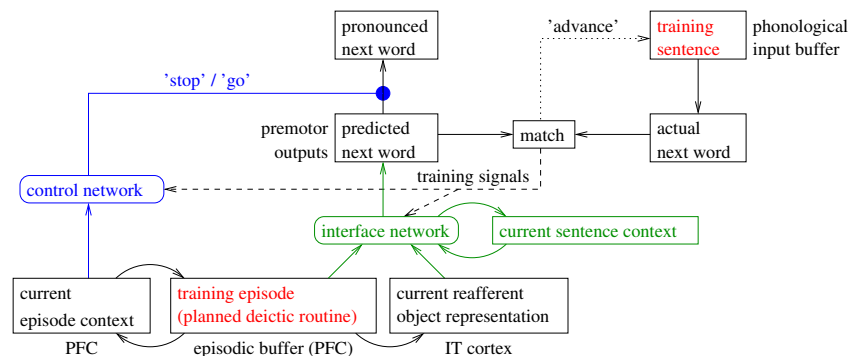 pronounced
next word
'advance'
training
sentence
phonological
input buffer
'stop' / 'go'
premotor
outputs
predicted
next word
match
actual
next word
training signals
control network
interface network
current sentence context
current
episode context
training episode
(planned deictic routine)
current reafferent
object representation
PFC
episodic buffer (PFC)
IT cortex